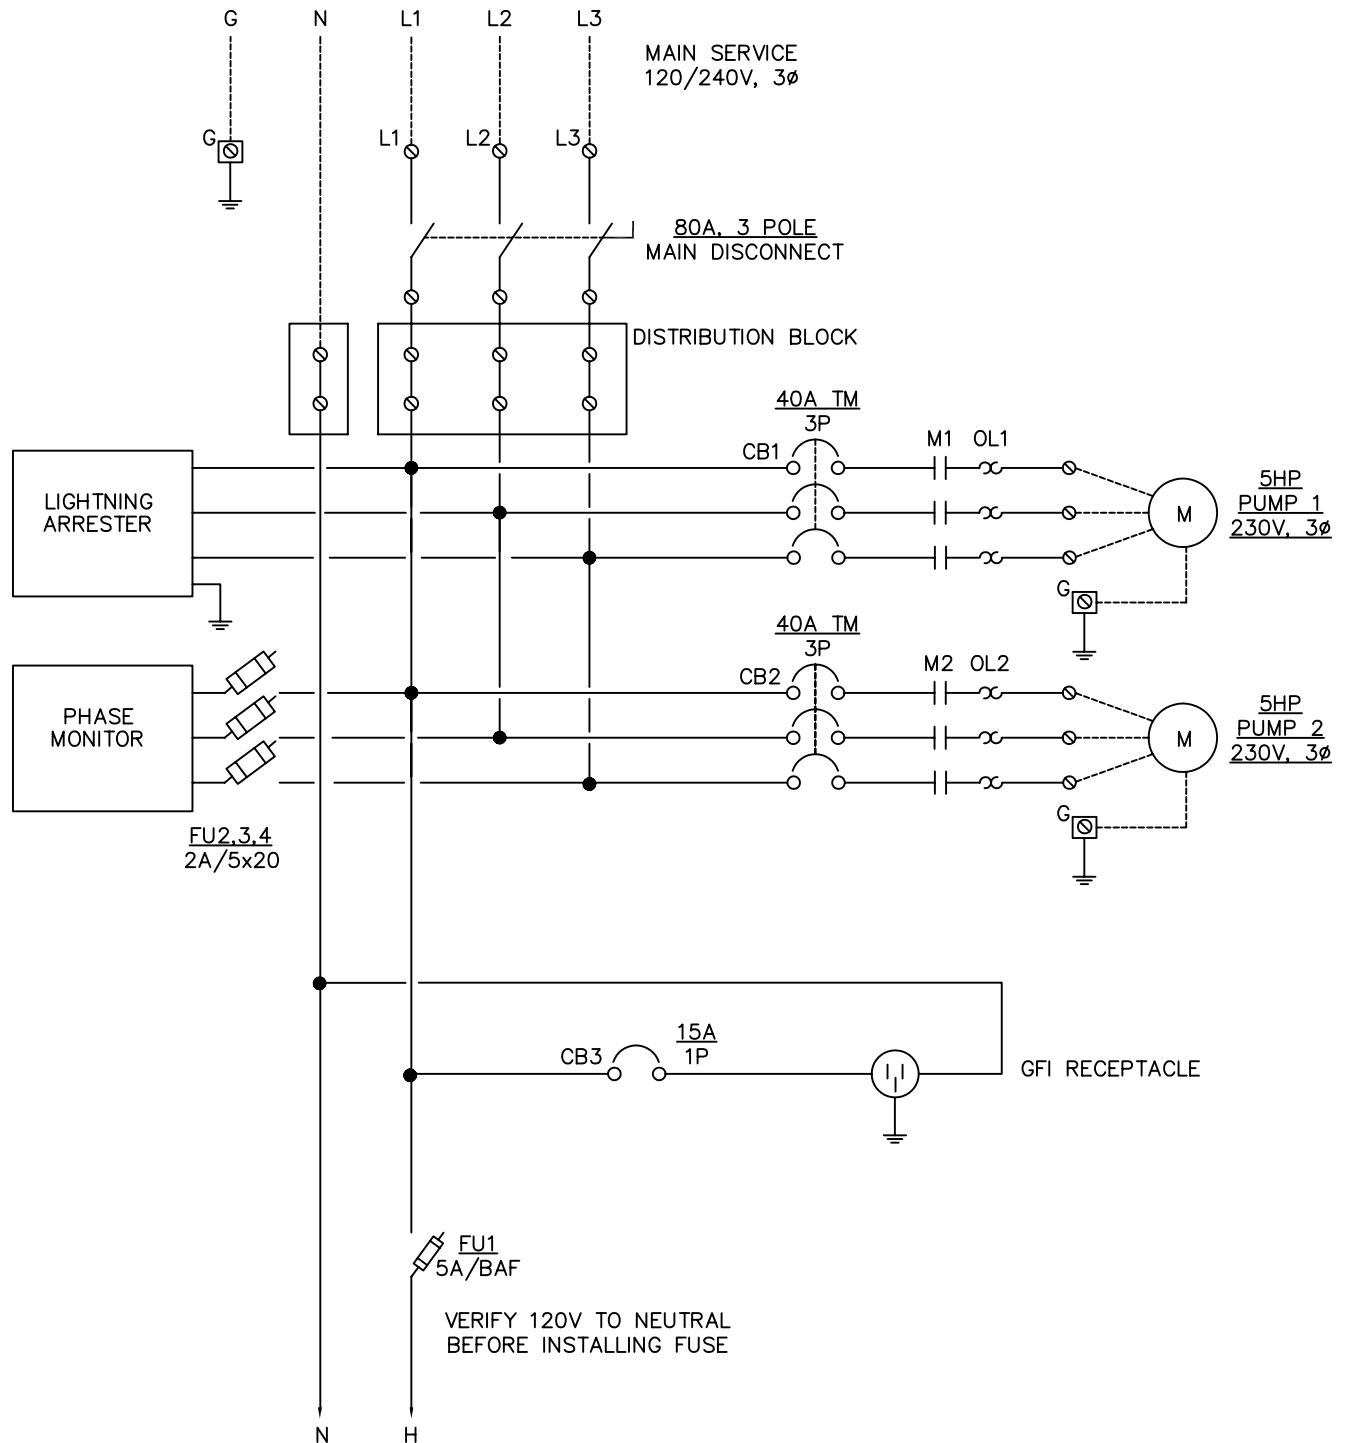 G N L1 L2 L3
MAIN SERVICE
120/240V, 3ø
G L1 L2 L3
80A, 3 POLE
MAIN DISCONNECT
DISTRIBUTION BLOCK
40A TM
3P
CB1 M1 OL1
LIGHTNING
ARRESTER
M
5HP
PUMP 1
230V, 3ø
G
40A TM
3P
CB2 M2 OL2
PHASE
MONITOR
M
5HP
PUMP 2
230V, 3ø
G
FU2,3,4
2A/5x20
15A
1P
CB3
GFI RECEPTACLE
FU1
5A/BAF
VERIFY 120V TO NEUTRAL
BEFORE INSTALLING FUSE
N H